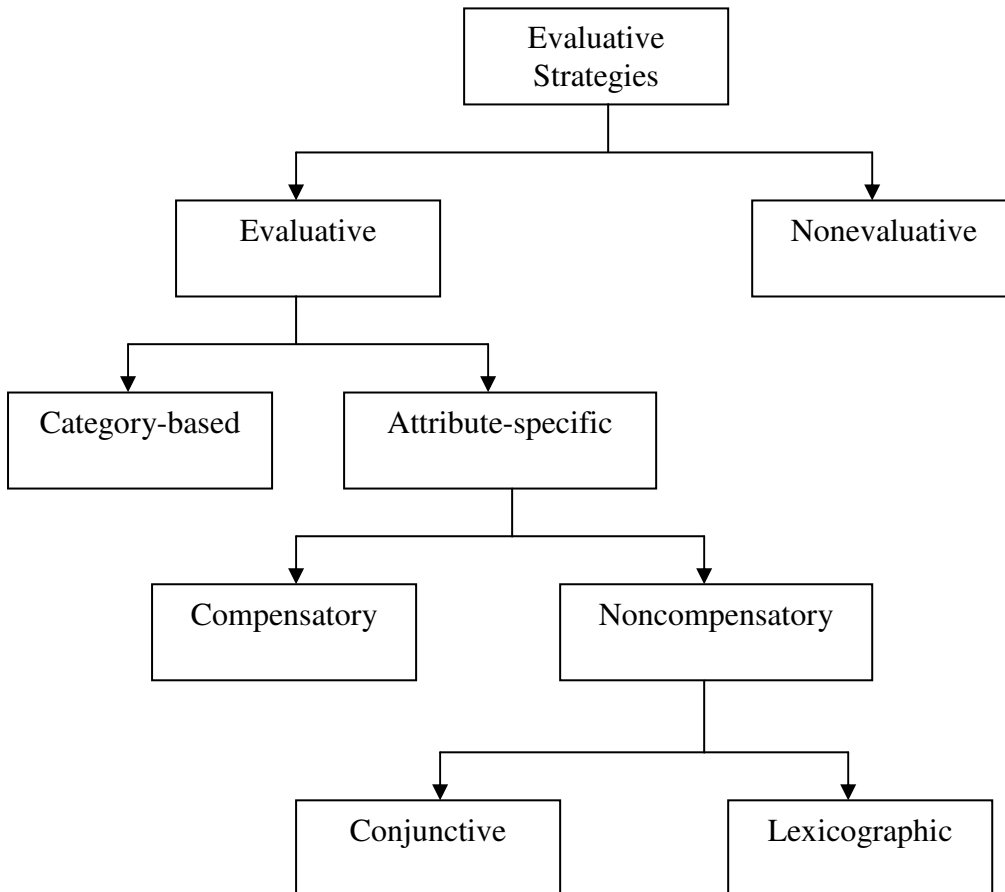 Evaluative
Strategies
Evaluative
Nonevaluative
Category-based
Attribute-specific
Compensatory
Noncompensatory
Conjunctive
Lexicographic